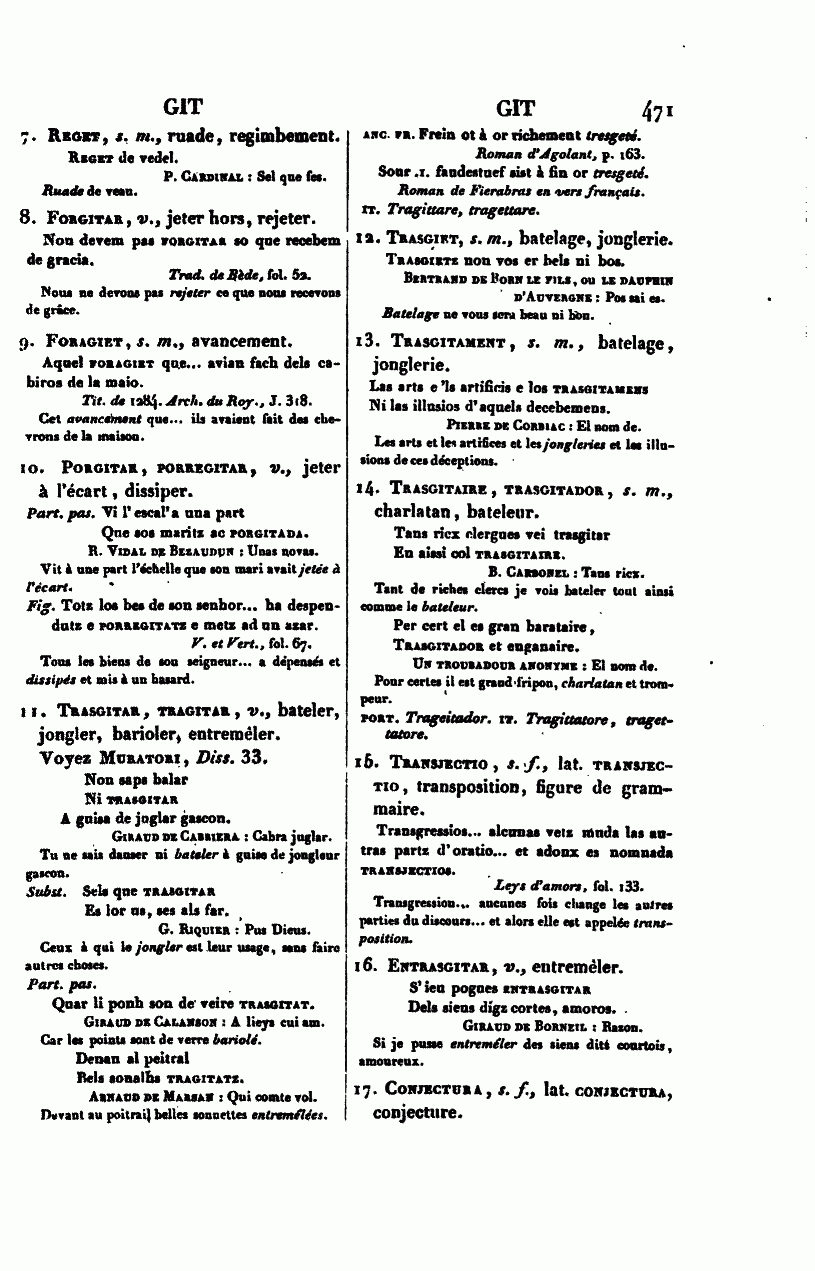 GIT
7. REGET, s. m., ruade, regimbement.
REGET de vedel.
P. CARDINAL : Sel que fes.
Ruade de veau.
8. FORGITAR, v., jeter hors, rejeter.
Non devem pas FORGITAR so que recebem
de gracia.
Trad. de Bède, fol. 52.
Nous ne devons pas rejeter ce que nous recevons
de grâce.
9. FORAGIET, s. m., avancement.
Aquel FORAGIET que... avian fach dels ca-
biros de la maio.
Tit. de 1284. Arch. du Roy., J. 318.
Cet avancement que... ils avaient fait des che-
vrons de la maison.
10. PORGITAR, PORREGITAR, v., jeter
à l'écart, dissiper.
Part. pas. Vi l'escal'a una part
Que sos maritz ac PORGITADA.
R. VIDAL DE BEZAUDUN : Unas novas.
Vit à une part l'échelle que son mari avait jetée à
l'écart.
Fig. Totz los bes de son senhor... ha despen-
dutz e PORREGITATZ e metz ad un azar.
V. et Vert., fol. 67.
Tous les biens de son seigneur... a dépensés et
dissipés et mis à un hasard.
11. TRASGITAR, TRAGITAR, v., bateler,
jongler, barioler, entremêler.
Voyez MURATORI, Diss. 33.
Non saps balar
Ni TRASGITAR
A guisa de joglar gascon.
GIRAUD DE CABRIERA : Cabra juglar.
Tu ne sais danser ni bateler à guise de jongleur
gascon.
Subst. Sels que TRASGITAR
Es lor us, ses als far.
G. RIQUIER : Pus Dieus.
Ceux à qui le jongler est leur usage, sans faire
autres choses.
Part. pas.
Quar li ponh son de veire TRASGITAT.
GIRAUD DE CALANSON : A lieys cui am.
Car les points sont de verre bariolé.
Denan al peitral
Bels sonalhs TRAGITATZ.
ARNAUD DE MARSAN : Qui comte vol.
Devant au poitrail belles sonnettes entremêlées.
GIT 471
ANC. FR. Frein ot à or richement tresgeté.
Roman d'Agolant, p. 163.
Sour .I. faudestuef sist à fin or tresgeté.
Roman de Fierabras en vers français.
IT. Tragittare, tragettare.
12. TRASGIET, s. m., batelage, jonglerie.
TRASGIETZ non vos er bels ni bos.
BERTRAND DE BORN LE FILS, OU LE DAUPHIN
D'AUVERGNE : Pos sai es.
Batelage ne vous sera beau ni bon.
13. TRASGITAMENT, s. m., batelage,
jonglerie.
Las arts e 'ls artificis e los TRASGITAMENS
Ni las illusios d'aquels decebemens.
PIERRE DE CORBIAC : El nom de.
Les arts et les artifices et les jongleries et les illu-
sions de ces déceptions.
14. TRASGITAIRE, TRASGITADOR, s. m.,
charlatan, bateleur.
Tans ricx clergues vei trasgitar
En aissi col TRASGITAIRE.
B. CARBONEL : Tans ricx.
Tant de riches clercs je vois bateler tout ainsi
comme le bateleur.
Per cert el es gran barataire,
TRASGITADOR et enganaire.
UN TROUBADOUR ANONYME : El nom de.
Pour certes il est grand fripon, charlatan et trom-
peur.
PORT. Trageitador. IT. Tragittatore, traget-
tatore.
15. TRANSJECTIO, s. f., lat. TRANSJEC-
TIO, transposition, figure de gram-
maire.
Transgressios... alcunas vetz muda las au-
tras partz d'oratio... et adonx es nomnada
TRANSJECTIOS.
Leys d'amors, fol. 133.
Transgression... aucunes fois change les autres
parties du discours... et alors elle est appelée trans-
position.
16. ENTRASGITAR, v., entremêler.
S'ieu pogues ENTRASGITAR
Dels siens digz cortes, amoros.
GIRAUD DE BORNEIL : Razon.
Si je pusse entremêler des siens dits courtois,
amoureux.
17. CONJECTURA, s. f., lat. CONJECTURA,
conjecture.